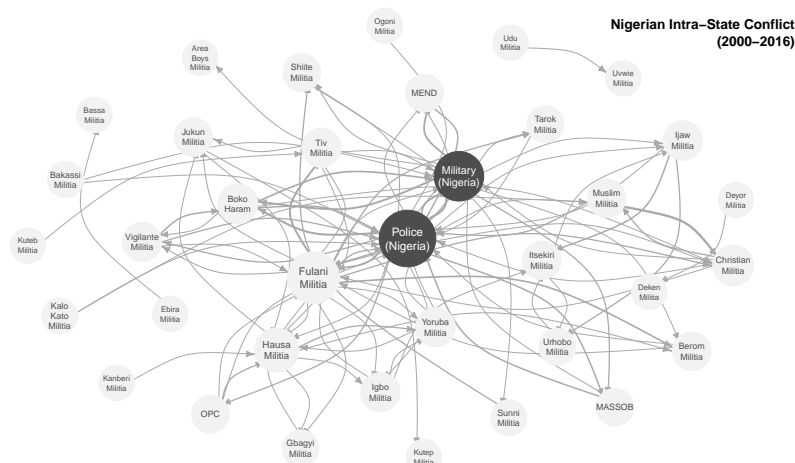 Nigerian Intra−State Conflict
(2000−2016)
Ogoni
Militia
Udu
Militia
Area
Boys
Militia
Shiite
Militia
Uvwie
Militia
MEND
Bassa
Militia
Tarok
Militia
Jukun
Militia
Tiv
Militia
Ijaw
Militia
Bakassi
Militia
Military
(Nigeria)
Muslim
Militia
Deyor
Militia
Boko
Haram
Police
(Nigeria)
Kuteb
Militia
Vigilante
Militia
Itsekiri
Militia
Christian
Militia
Fulani
Militia
Deken
Militia
Kalo
Kato
Militia
Ebira
Militia
Yoruba
Militia
Urhobo
Militia
Berom
Militia
Hausa
Militia
Kanberi
Militia
Igbo
Militia
OPC
Sunni
Militia
MASSOB
Gbagyi
Militia
Kutep
Militia